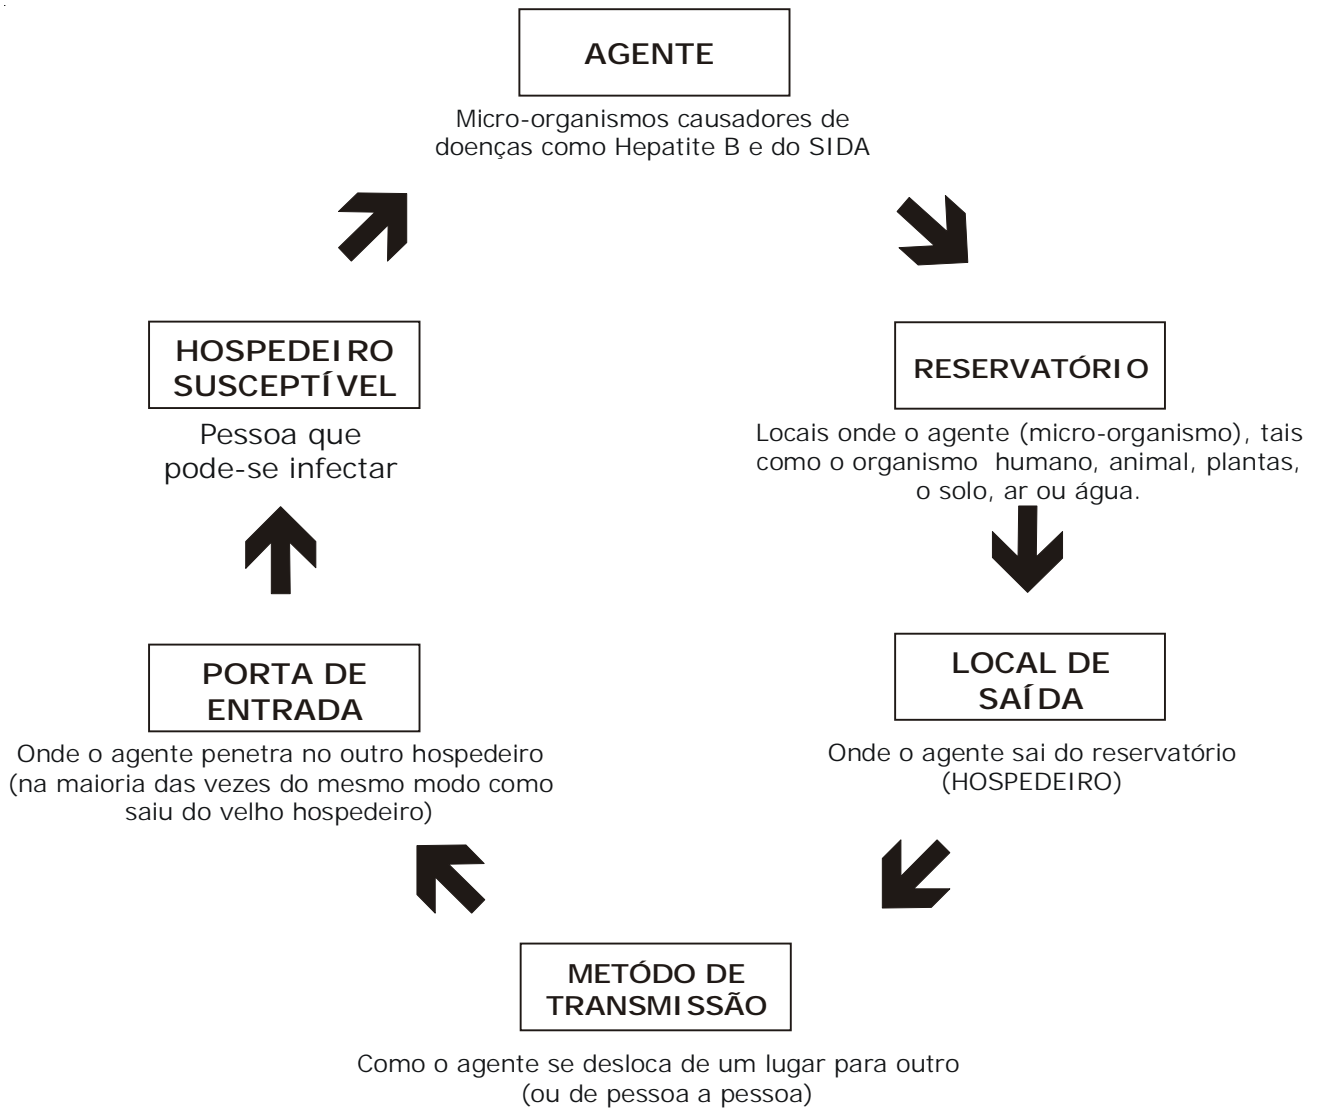 AGENTE
Micro-organismos causadores de
doenças como Hepatite B e do SIDA
RESERVATÓRIO
Locais onde o agente (micro-organismo), tais
como o organismo humano, animal, plantas,
o solo, ar ou água.
LOCAL DE
SAÍDA
Onde o agente sai do reservatório
(HOSPEDEIRO)
METÓDO DE
TRANSMISSÃO
Como o agente se desloca de um lugar para outro
(ou de pessoa a pessoa)
PORTA DE
ENTRADA
Onde o agente penetra no outro hospedeiro
(na maioria das vezes do mesmo modo como
saiu do velho hospedeiro)
HOSPEDEIRO
SUSCEPTÍVEL
Pessoa que
pode-se infectar